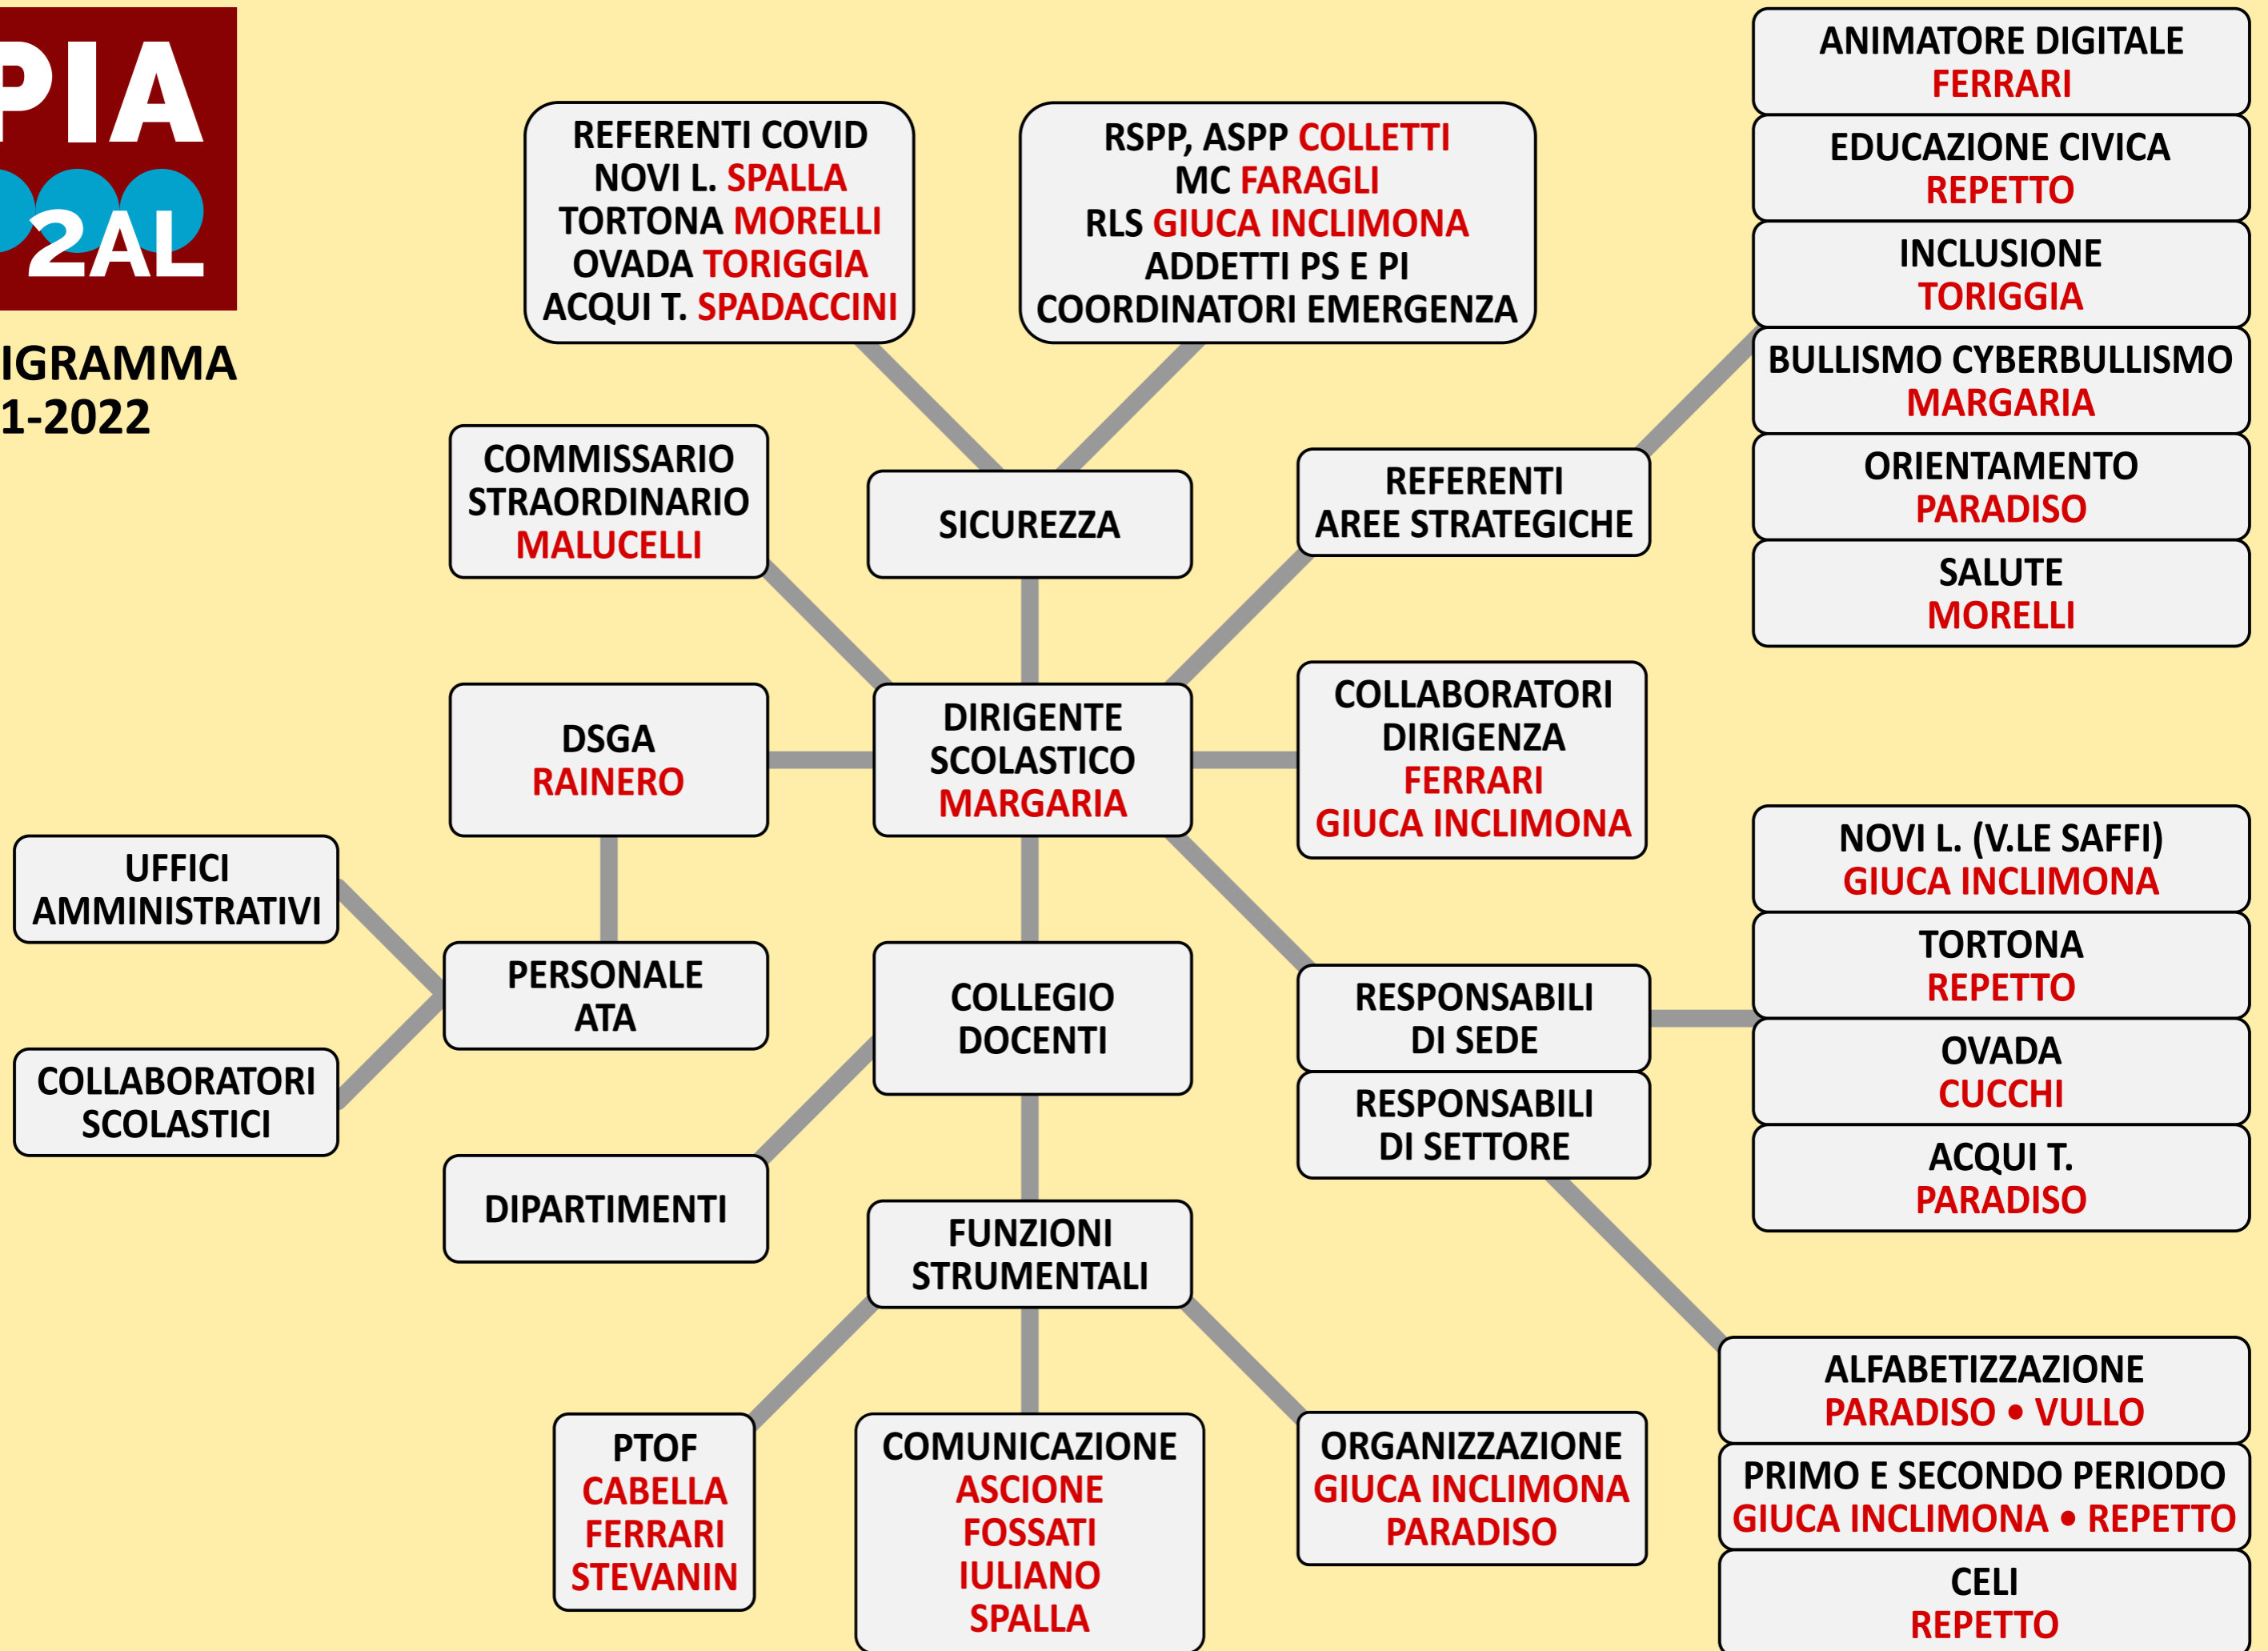 PIA
2AL
IGRAMMA
1-2022
REFERENTI COVID
NOVI L. SPALLA
TORTONA MORELLI
OVADA TORIGGIA
ACQUI T. SPADACCINI
RSPP, ASPP COLLETTI
MC FARAGLI
RLS GIUCA INCLIMONA
ADDETTI PS E PI
COORDINATORI EMERGENZA
ANIMATORE DIGITALE
FERRARI
EDUCAZIONE CIVICA
REPETTO
INCLUSIONE
TORIGGIA
BULLISMO CYBERBULLISMO
MARGARIA
ORIENTAMENTO
PARADISO
SALUTE
MORELLI
COMMISSARIO
STRAORDINARIO
MALUCELLI
SICUREZZA
REFERENTI
AREE STRATEGICHE
DSGA
RAINERO
DIRIGENTE
SCOLASTICO
MARGARIA
COLLABORATORI
DIRIGENZA
FERRARI
GIUCA INCLIMONA
UFFICI
AMMINISTRATIVI
COLLABORATORI
SCOLASTICI
PERSONALE
ATA
COLLEGIO
DOCENTI
RESPONSABILI
DI SEDE
RESPONSABILI
DI SETTORE
NOVI L. (V.LE SAFFI)
GIUCA INCLIMONA
TORTONA
REPETTO
OVADA
CUCCHI
ACQUI T.
PARADISO
DIPARTIMENTI
FUNZIONI
STRUMENTALI
PTOF
CABELLA
FERRARI
STEVANIN
COMUNICAZIONE
ASCIONE
FOSSATI
IULIANO
SPALLA
ORGANIZZAZIONE
GIUCA INCLIMONA
PARADISO
ALFABETIZZAZIONE
PARADISO • VULLO
PRIMO E SECONDO PERIODO
GIUCA INCLIMONA • REPETTO
CELI
REPETTO